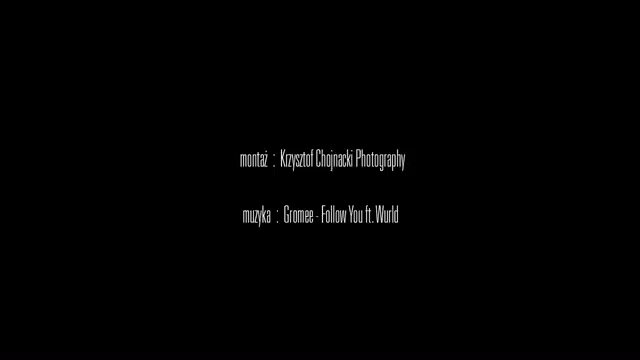 montaż : Krzysztof Chojnacki Photography
muzyka : Gromee - Follow You ft. Wurld